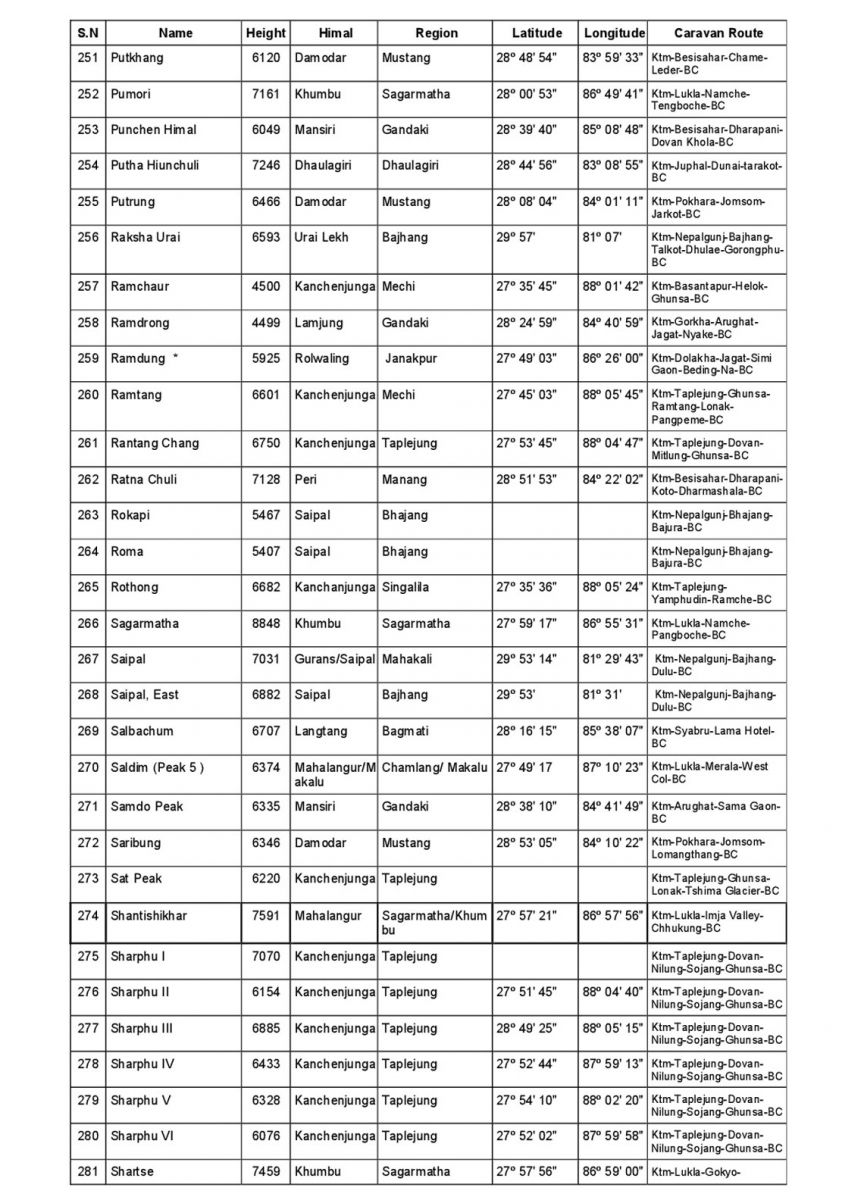 S.N Name Height Himal Region Latitude Longitude Caravan Route
251 Putkhang 6120 Damodar Mustang 28º 48' 54" 83º 59' 33" Ktm-Besisahar-Chame-
Leder-BC
252 Pumori 7161 Khumbu Sagarmatha 28º 00' 53" 86º 49' 41" Ktm-Lukla-Namche-
Tengboche-BC
253 Punchen Himal 6049 Mansiri Gandaki 28º 39' 40" 85º 08' 48" Ktm-Besisahar-Dharapani-
Dovan Khola-BC
254 Putha Hiunchuli 7246 Dhaulagiri Dhaulagiri 28º 44' 56" 83º 08' 55" Ktm-Juphal-Dunai-tarakot-
BC
255 Putrung 6466 Damodar Mustang 28º 08' 04" 84º 01' 11" Ktm-Pokhara-Jomsom-
Jarkot-BC
256 Raksha Urai 6593 Urai Lekh Bajhang 29º 57' 81º 07' Ktm-Nepalgunj-Bajhang-
Talkot-Dhulae-Gorongphu-
BC
257 Ramchaur 4500 Kanchenjunga Mechi 27º 35' 45" 88º 01' 42" Ktm-Basantapur-Helok-
Ghunsa-BC
258 Ramdrong 4499 Lamjung Gandaki 28º 24' 59" 84º 40' 59" Ktm-Gorkha-Arughat-
Jagat-Nyake-BC
259 Ramdung * 5925 Rolwaling Janakpur 27º 49' 03" 86º 26' 00" Ktm-Dolakha-Jagat-Simi
Gaon-Beding-Na-BC
260 Ramtang 6601 Kanchenjunga Mechi 27º 45' 03" 88º 05' 45" Ktm-Taplejung-Ghunsa-
Ramtang-Lonak-
Pangpeme-BC
261 Rantang Chang 6750 Kanchenjunga Taplejung 27º 53' 45" 88º 04' 47" Ktm-Taplejung-Dovan-
Mitlung-Ghunsa-BC
262 Ratna Chuli 7128 Peri Manang 28º 51' 53" 84º 22' 02" Ktm-Besisahar-Dharapani-
Koto-Dharmashala-BC
263 Rokapi 5467 Saipal Bhajang Ktm-Nepalgunj-Bhajang-
Bajura-BC
264 Roma 5407 Saipal Bhajang Ktm-Nepalgunj-Bhajang-
Bajura-BC
265 Rothong 6682 Kanchanjunga Singalila 27º 35' 36" 88º 05' 24" Ktm-Taplejung-
Yamphudin-Ramche-BC
266 Sagarmatha 8848 Khumbu Sagarmatha 27º 59' 17" 86º 55' 31" Ktm-Lukla-Namche-
Pangboche-BC
267 Saipal 7031 Gurans/Saipal Mahakali 29º 53' 14" 81º 29' 43" Ktm-Nepalgunj-Bajhang-
Dulu-BC
268 Saipal, East 6882 Saipal Bajhang 29º 53' 81º 31' Ktm-Nepalgunj-Bajhang-
Dulu-BC
269 Salbachum 6707 Langtang Bagmati 28º 16' 15" 85º 38' 07" Ktm-Syabru-Lama Hotel-
BC
270 Saldim (Peak 5 ) 6374 Mahalangur/M Chamlang/ Makalu 27º 49' 17 87º 10' 23" Ktm-Lukla-Merala-West
akalu Col-BC
271 Samdo Peak 6335 Mansiri Gandaki 28º 38' 10" 84º 41' 49" Ktm-Arughat-Sama Gaon-
BC
272 Saribung 6346 Damodar Mustang 28º 53' 05" 84º 10' 22" Ktm-Pokhara-Jomsom-
Lomangthang-BC
273 Sat Peak 6220 Kanchenjunga Taplejung Ktm-Taplejung-Ghunsa-
Lonak-Tshima Glacier-BC
274 Shantishikhar 7591 Mahalangur Sagarmatha/Khum 27º 57' 21" 86º 57' 56" Ktm-Lukla-Imja Valley-
bu Chhukung-BC
275 Sharphu I 7070 Kanchenjunga Taplejung Ktm-Taplejung-Dovan-
Nilung-Sojang-Ghunsa-BC
276 Sharphu II 6154 Kanchenjunga Taplejung 27º 51' 45" 88º 04' 40" Ktm-Taplejung-Dovan-
Nilung-Sojang-Ghunsa-BC
277 Sharphu III 6885 Kanchenjunga Taplejung 28º 49' 25" 88º 05' 15" Ktm-Taplejung-Dovan-
Nilung-Sojang-Ghunsa-BC
278 Sharphu IV 6433 Kanchenjunga Taplejung 27º 52' 44" 87º 59' 13" Ktm-Taplejung-Dovan-
Nilung-Sojang-Ghunsa-BC
279 Sharphu V 6328 Kanchenjunga Taplejung 27º 54' 10" 88º 02' 20" Ktm-Taplejung-Dovan-
Nilung-Sojang-Ghunsa-BC
280 Sharphu VI 6076 Kanchenjunga Taplejung 27º 52' 02" 87º 59' 58" Ktm-Taplejung-Dovan-
Nilung-Sojang-Ghunsa-BC
281 Shartse 7459 Khumbu Sagarmatha 27º 57' 56" 86º 59' 00" Ktm-Lukla-Gokyo-